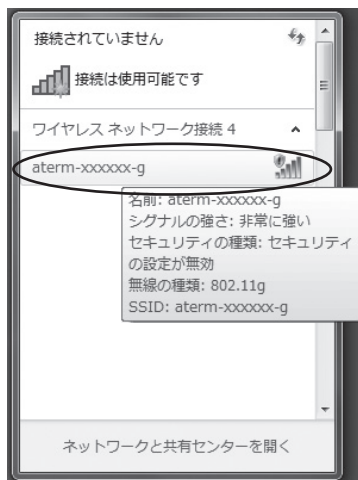 接続されていません
接続は使用可能です
ワイヤレス ネットワーク接続 4
aterm-xxxxxx-g
名前: aterm-xxxxxx-g
シグナルの強さ: 非常に強い
セキュリティの種類: セキュリティ
の設定が無効
無線の種類: 802.11g
SSID: aterm-xxxxxx-g
ネットワークと共有センターを開く